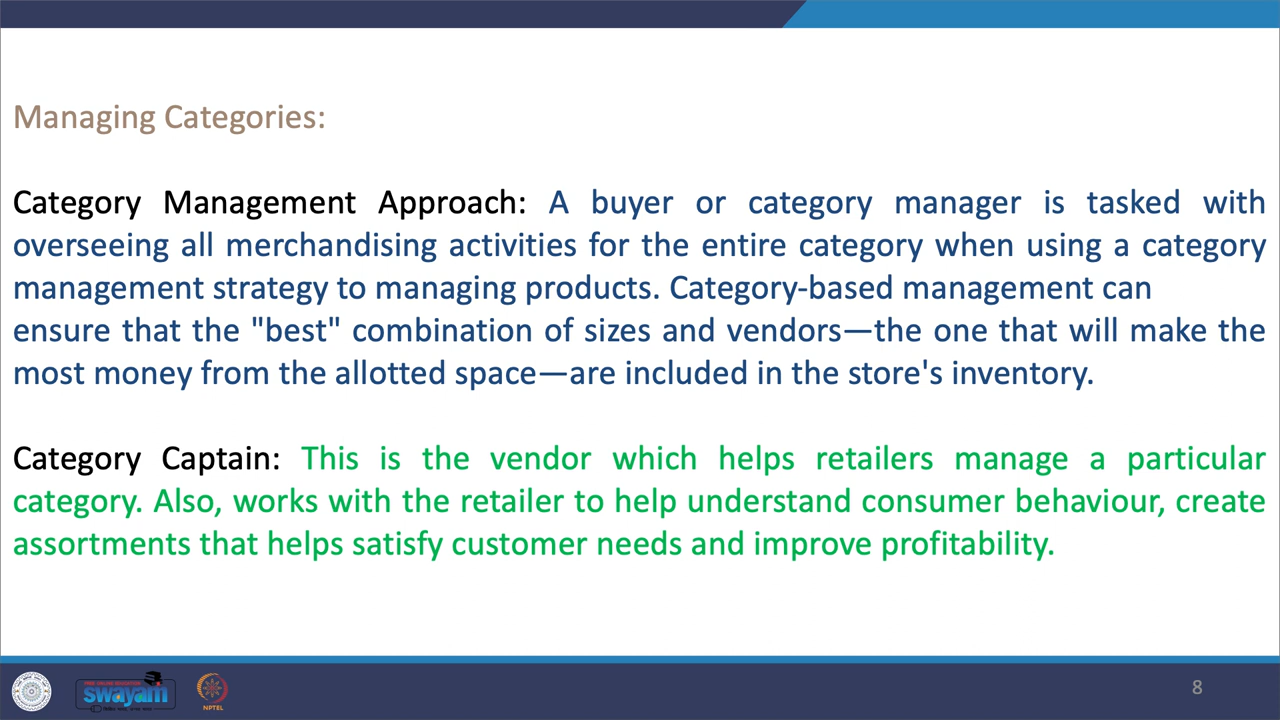 Managing Categories:
Category Management Approach: A buyer or category manager is tasked with
overseeing all merchandising activities for the entire category when using a category
management strategy to managing products. Category-based management can
ensure that the "best" combination of sizes and vendors—the one that will make the
most money from the allotted space—are included in the store's inventory.
Category Captain: This is the vendor which helps retailers manage a particular
category. Also, works with the retailer to help understand consumer behaviour, create
assortments that helps satisfy customer needs and improve profitability.
swayam
NPTEL
8